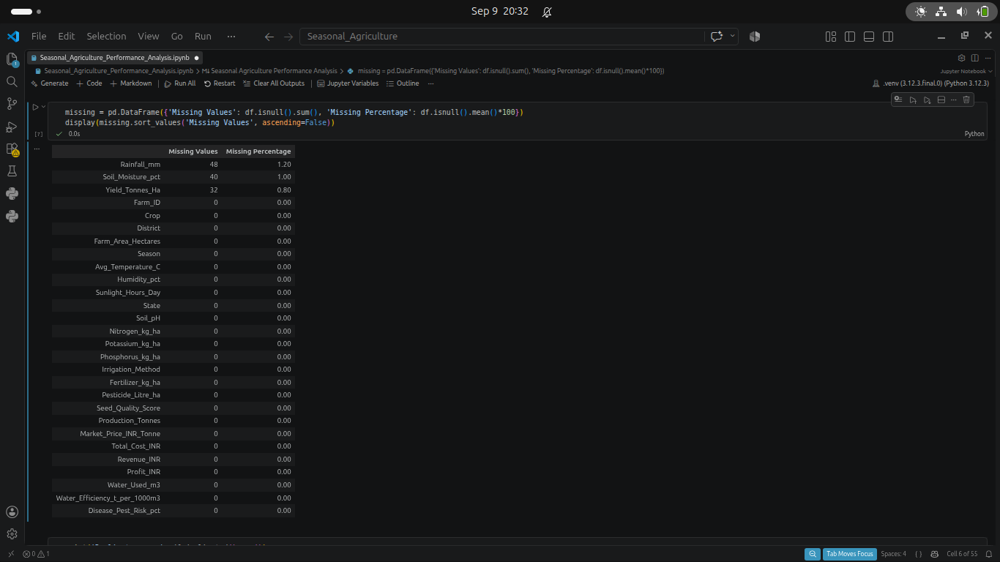 Sep 9 20:32
File Edit Selection View Go Run ···
Seasonal_Agriculture
Seasonal_Agriculture_Performance_Analysis.ipynb
Seasonal_Agriculture_Performance_Analysis.ipynb > M↓ Seasonal Agriculture Performance Analysis > missing = pd.DataFrame({'Missing Values': df.isnull().sum(), 'Missing Percentage': df.isnull().mean()*100})
Jupyter Notebook
Generate + Code + Markdown Run All Restart Clear All Outputs Jupyter Variables Outline ···
.venv (3.12.3.final.0) (Python 3.12.3)
missing = pd.DataFrame({'Missing Values': df.isnull().sum(), 'Missing Percentage': df.isnull().mean()*100})
display(missing.sort_values('Missing Values', ascending=False))
[7] 0.0s Python
Missing Values Missing Percentage
Rainfall_mm 48 1.20
Soil_Moisture_pct 40 1.00
Yield_Tonnes_Ha 32 0.80
Farm_ID 0 0.00
Crop 0 0.00
District 0 0.00
Farm_Area_Hectares 0 0.00
Season 0 0.00
Avg_Temperature_C 0 0.00
Humidity_pct 0 0.00
Sunlight_Hours_Day 0 0.00
State 0 0.00
Soil_pH 0 0.00
Nitrogen_kg_ha 0 0.00
Potassium_kg_ha 0 0.00
Phosphorus_kg_ha 0 0.00
Irrigation_Method 0 0.00
Fertilizer_kg_ha 0 0.00
Pesticide_Litre_ha 0 0.00
Seed_Quality_Score 0 0.00
Production_Tonnes 0 0.00
Market_Price_INR_Tonne 0 0.00
Total_Cost_INR 0 0.00
Revenue_INR 0 0.00
Profit_INR 0 0.00
Water_Used_m3 0 0.00
Water_Efficiency_t_per_1000m3 0 0.00
Disease_Pest_Risk_pct 0 0.00
0 1
Tab Moves Focus Spaces: 4 Cell 6 of 55